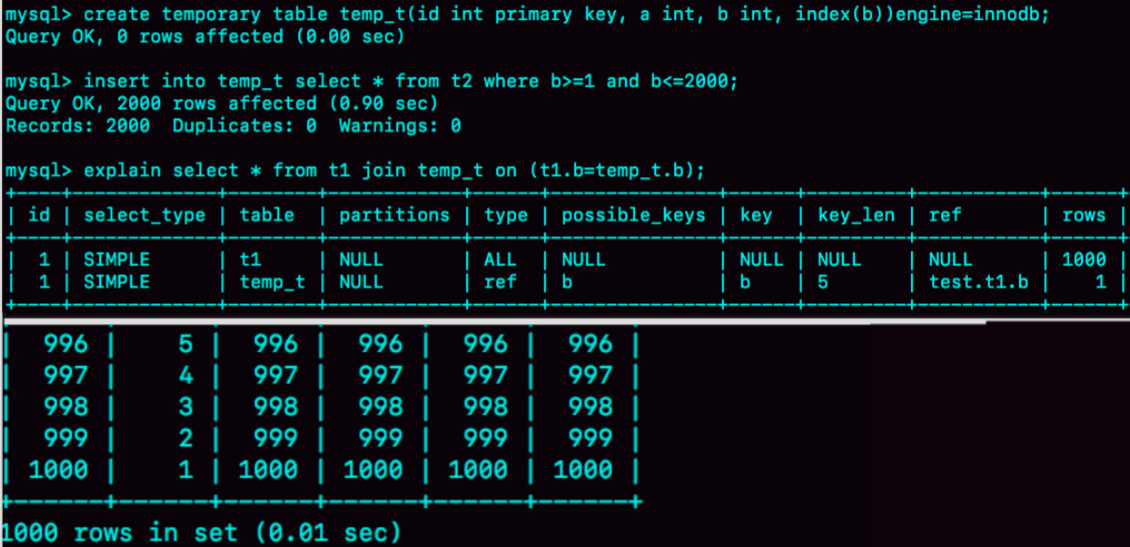 mysql> create temporary table temp_t(id int primary key, a int, b int, index(b))engine=innodb;
Query OK, 0 rows affected (0.00 sec)
mysql> insert into temp_t select * from t2 where b>=1 and b<=2000;
Query OK, 2000 rows affected (0.90 sec)
Records: 2000  Duplicates: 0  Warnings: 0
mysql> explain select * from t1 join temp_t on (t1.b=temp_t.b);
+----+-------------+--------+------------+------+---------------+------+---------+-----------+------+
| id | select_type | table  | partitions | type | possible_keys | key  | key_len | ref       | rows |
+----+-------------+--------+------------+------+---------------+------+---------+-----------+------+
|  1 | SIMPLE      | t1     | NULL       | ALL  | NULL          | NULL | NULL    | NULL      | 1000 |
|  1 | SIMPLE      | temp_t | NULL       | ref  | b             | b    | 5       | test.t1.b |    1 |
+----+-------------+--------+------------+------+---------------+------+---------+-----------+------+
|  996 |    5 |  996 |  996 |  996 |  996 |
|  997 |    4 |  997 |  997 |  997 |  997 |
|  998 |    3 |  998 |  998 |  998 |  998 |
|  999 |    2 |  999 |  999 |  999 |  999 |
| 1000 |    1 | 1000 | 1000 | 1000 | 1000 |
+------+------+------+------+------+------+
1000 rows in set (0.01 sec)